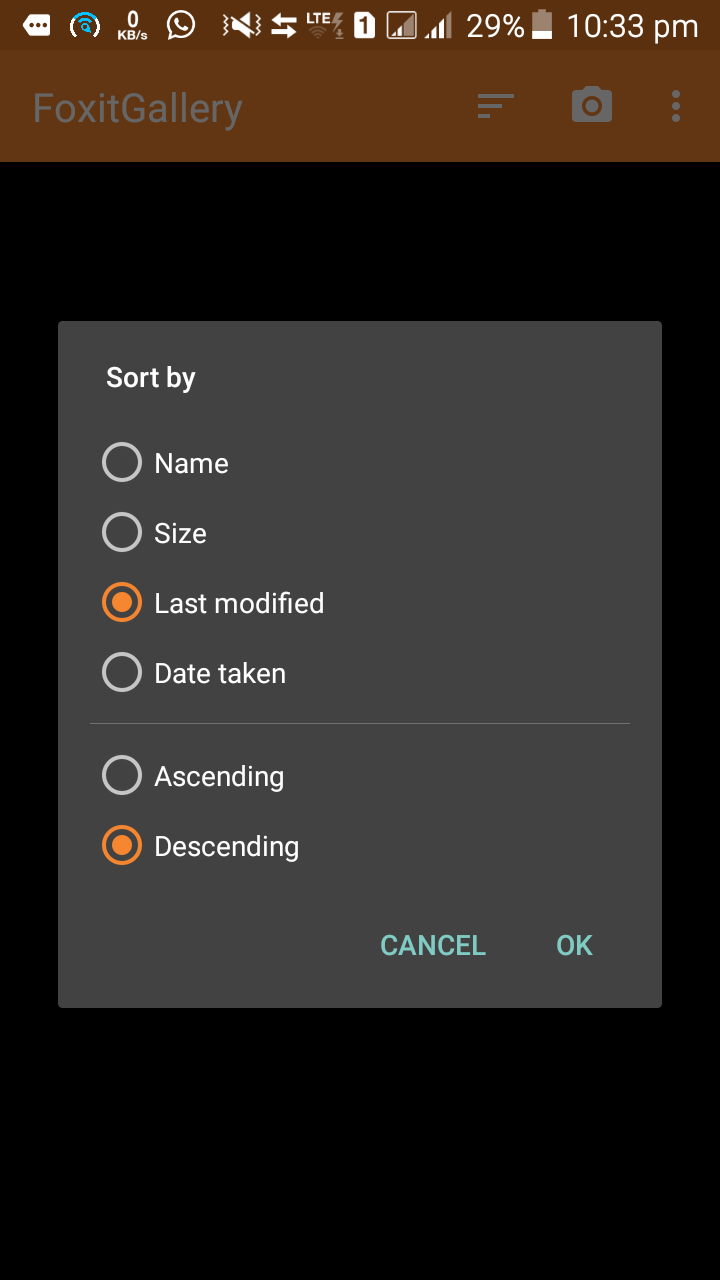 0 KB/s LTE 1 29% 10:33 pm
FoxitGallery
Sort by
Name
Size
Last modified
Date taken
Ascending
Descending
CANCEL OK